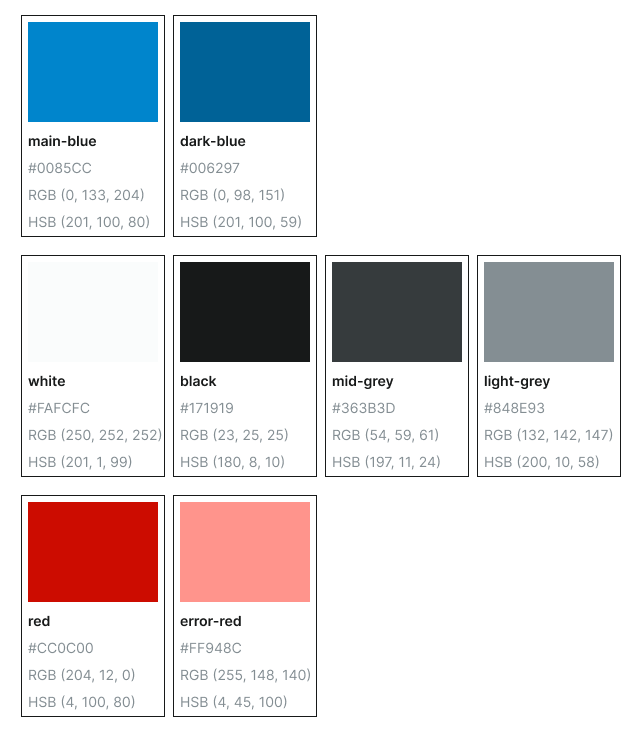 main-blue
#0085CC
RGB (0, 133, 204)
HSB (201, 100, 80)
dark-blue
#006297
RGB (0, 98, 151)
HSB (201, 100, 59)
white
#FAFCFC
RGB (250, 252, 252)
HSB (201, 1, 99)
black
#171919
RGB (23, 25, 25)
HSB (180, 8, 10)
mid-grey
#363B3D
RGB (54, 59, 61)
HSB (197, 11, 24)
light-grey
#848E93
RGB (132, 142, 147)
HSB (200, 10, 58)
red
#CC0C00
RGB (204, 12, 0)
HSB (4, 100, 80)
error-red
#FF948C
RGB (255, 148, 140)
HSB (4, 45, 100)